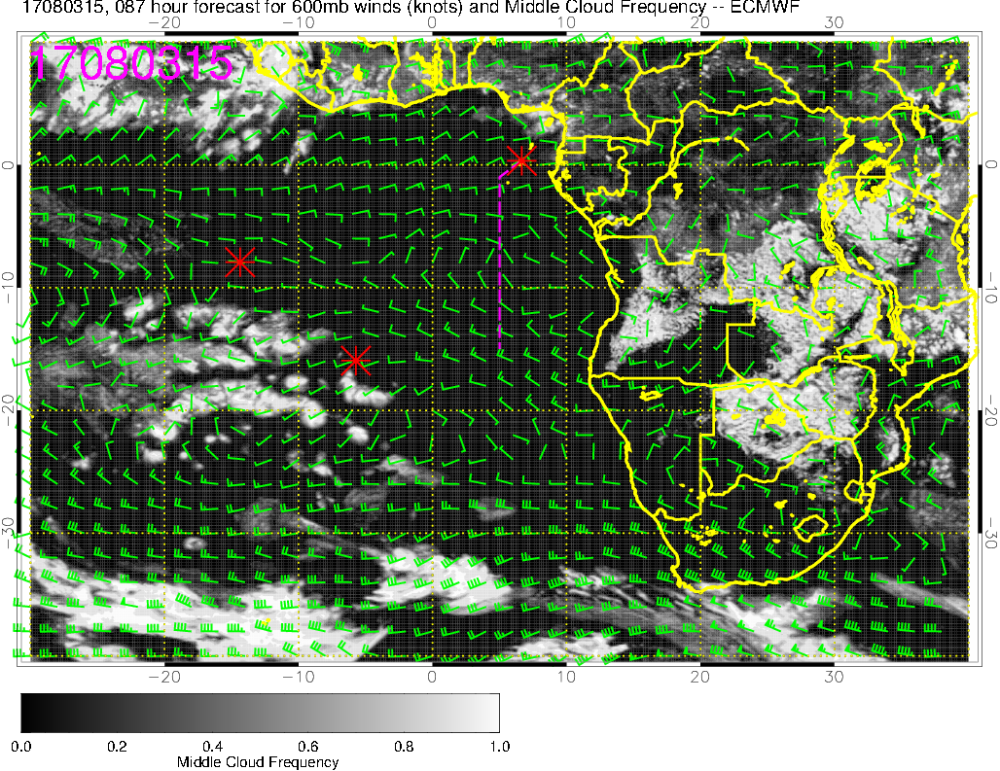 17080315, 087 hour forecast for 600mb winds (knots) and Middle Cloud Frequency -- ECMWF
−20 −10 0 10 20 30
17080315
0 0
−10 −10
−20 −20
−30 −30
−20 −10 0 10 20 30
0.0 0.2 0.4 0.6 0.8 1.0
Middle Cloud Frequency